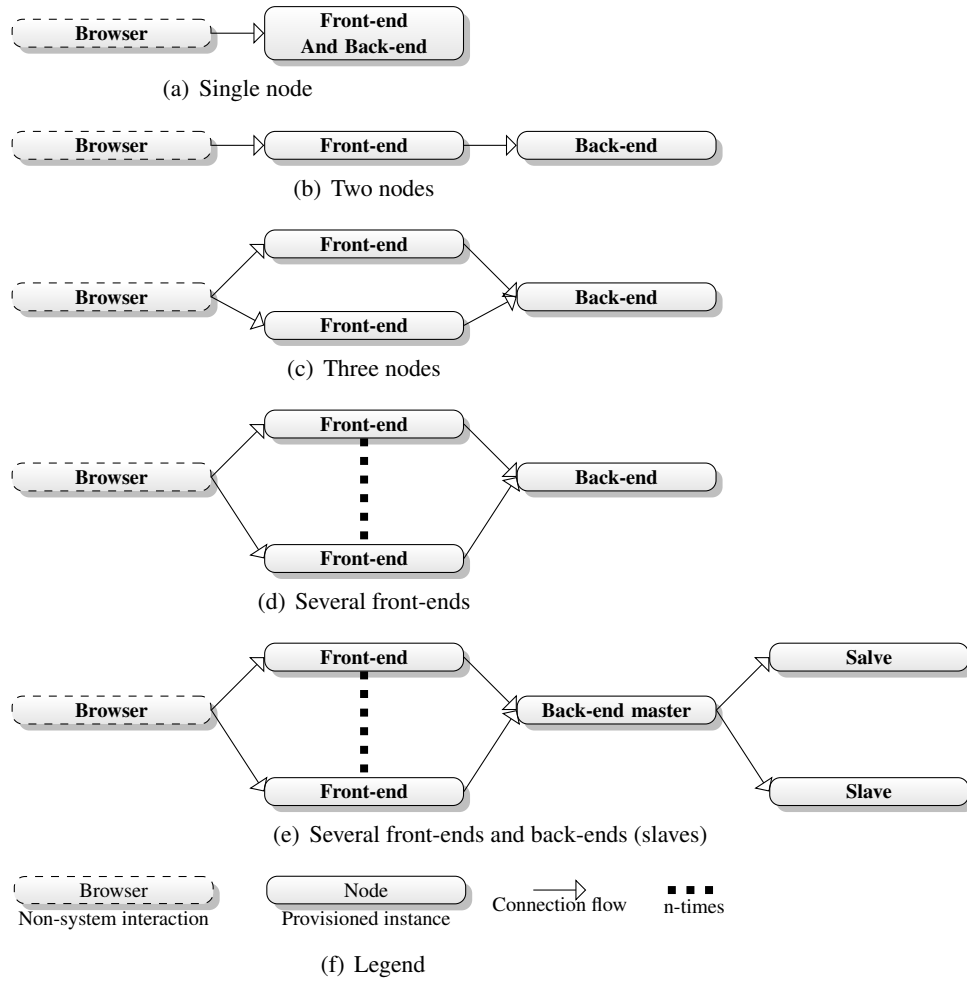 Browser
Front-end
And Back-end
(a) Single node
Browser
Front-end
Back-end
(b) Two nodes
Front-end
Browser
Back-end
Front-end
(c) Three nodes
Front-end
Browser
Back-end
Front-end
(d) Several front-ends
Front-end
Salve
Browser
Back-end master
Front-end
Slave
(e) Several front-ends and back-ends (slaves)
Browser
Non-system interaction
Node
Provisioned instance
Connection flow
n-times
(f) Legend